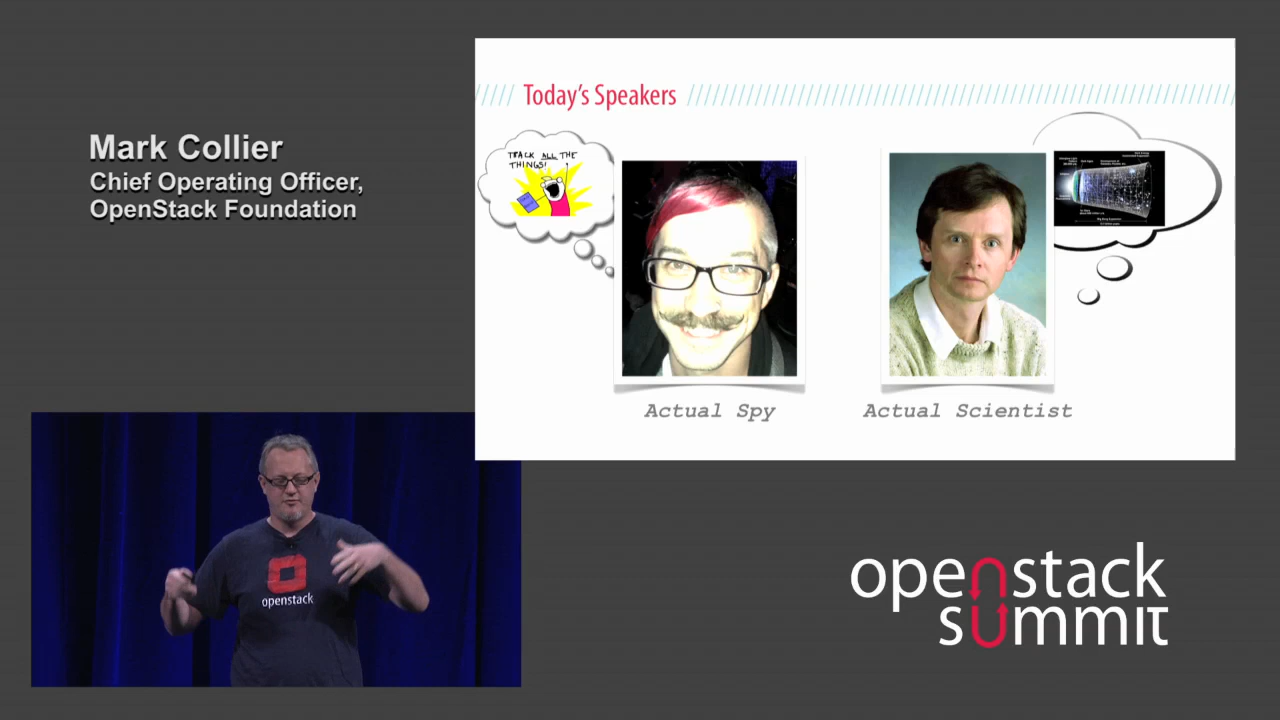 Mark Collier
Chief Operating Officer,
OpenStack Foundation
Today's Speakers
TRACK ALL THE
THINGS!
Actual Spy
Actual Scientist
openstack
openstack
summit